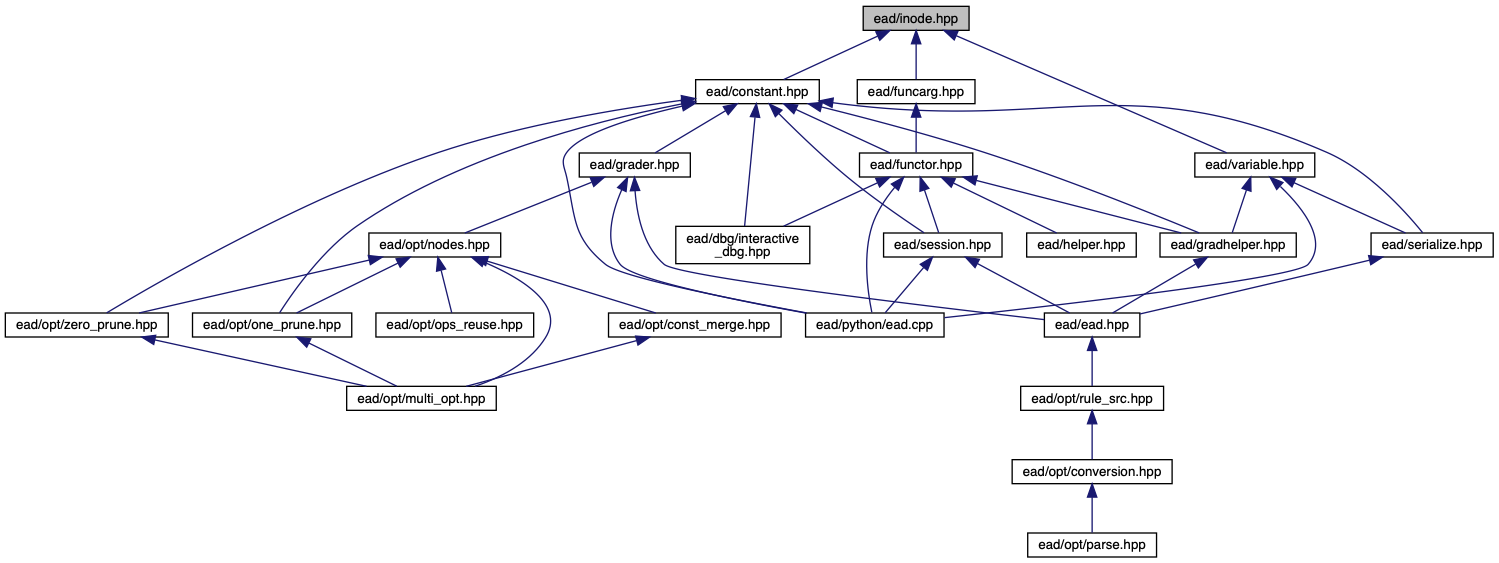 ead/inode.hpp
ead/constant.hpp
ead/funcarg.hpp
ead/grader.hpp
ead/functor.hpp
ead/variable.hpp
ead/opt/nodes.hpp
ead/dbg/interactive
_dbg.hpp
ead/session.hpp
ead/helper.hpp
ead/gradhelper.hpp
ead/serialize.hpp
ead/opt/zero_prune.hpp
ead/opt/one_prune.hpp
ead/opt/ops_reuse.hpp
ead/opt/const_merge.hpp
ead/python/ead.cpp
ead/ead.hpp
ead/opt/multi_opt.hpp
ead/opt/rule_src.hpp
ead/opt/conversion.hpp
ead/opt/parse.hpp